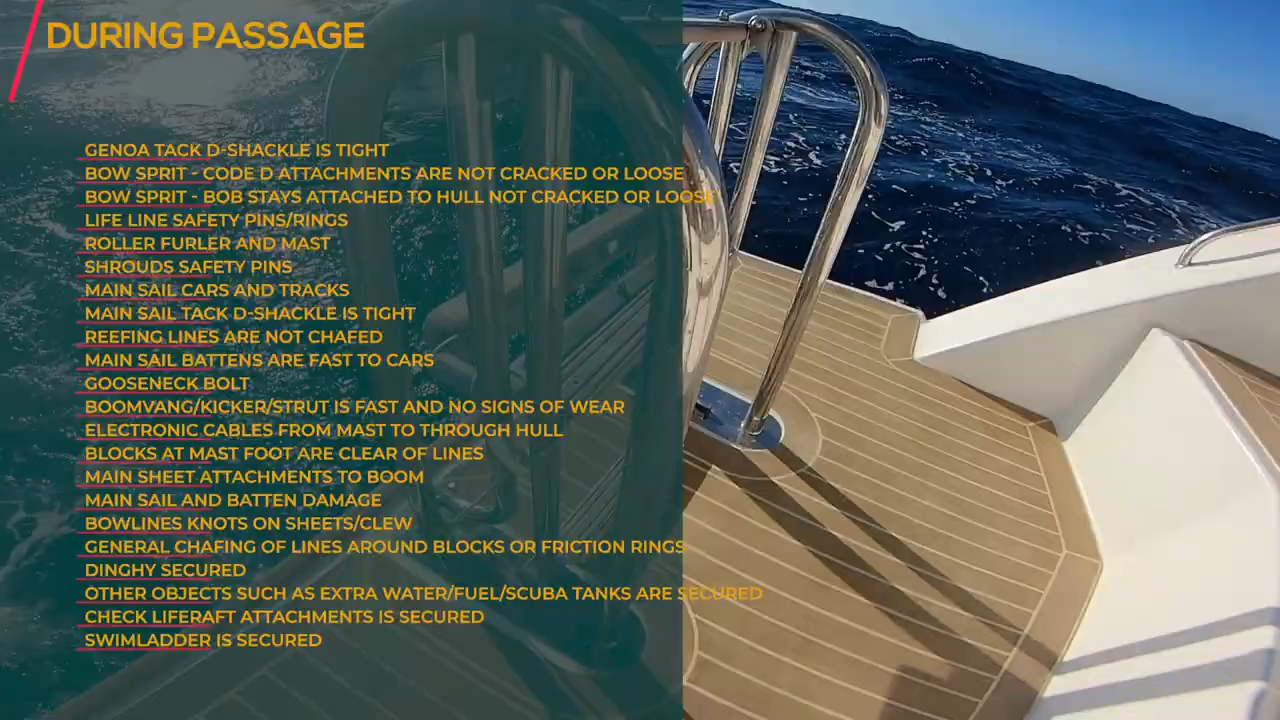 DURING PASSAGE
GENOA TACK D-SHACKLE IS TIGHT
BOW SPRIT - CODE D ATTACHMENTS ARE NOT CRACKED OR LOOSE
BOW SPRIT - BOB STAYS ATTACHED TO HULL NOT CRACKED OR LOOSE
LIFE LINE SAFETY PINS/RINGS
ROLLER FURLER AND MAST
SHROUDS SAFETY PINS
MAIN SAIL CARS AND TRACKS
MAIN SAIL TACK D-SHACKLE IS TIGHT
REEFING LINES ARE NOT CHAFED
MAIN SAIL BATTENS ARE FAST TO CARS
GOOSENECK BOLT
BOOMVANG/KICKER/STRUT IS FAST AND NO SIGNS OF WEAR
ELECTRONIC CABLES FROM MAST TO THROUGH HULL
BLOCKS AT MAST FOOT ARE CLEAR OF LINES
MAIN SHEET ATTACHMENTS TO BOOM
MAIN SAIL AND BATTEN DAMAGE
BOWLINES KNOTS ON SHEETS/CLEW
GENERAL CHAFING OF LINES AROUND BLOCKS OR FRICTION RINGS
DINGHY SECURED
OTHER OBJECTS SUCH AS EXTRA WATER/FUEL/SCUBA TANKS ARE SECURED
CHECK LIFERAFT ATTACHMENTS IS SECURED
SWIMLADDER IS SECURED